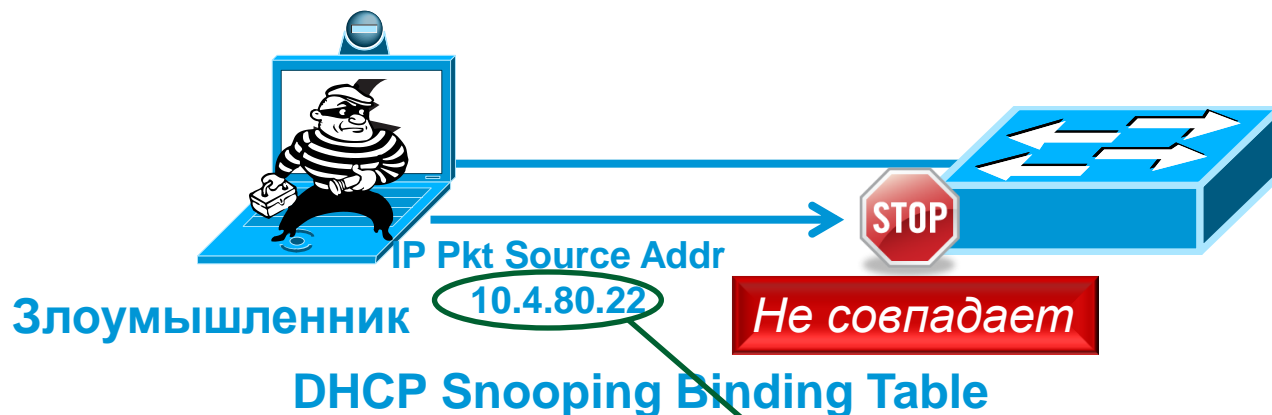 STOP
IP Pkt Source Addr
10.4.80.22
Злоумышленник
Не совпадает
DHCP Snooping Binding Table